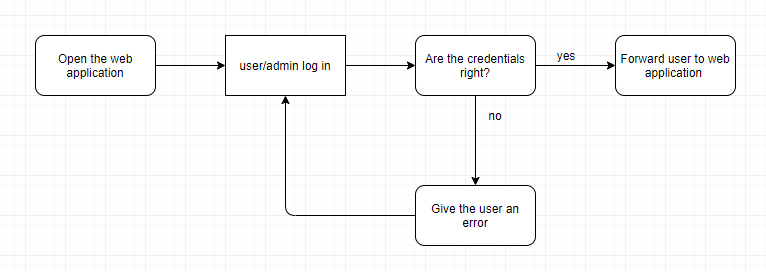 Open the web
application
user/admin log in
Are the credentials
right?
yes
Forward user to web
application
no
Give the user an
error